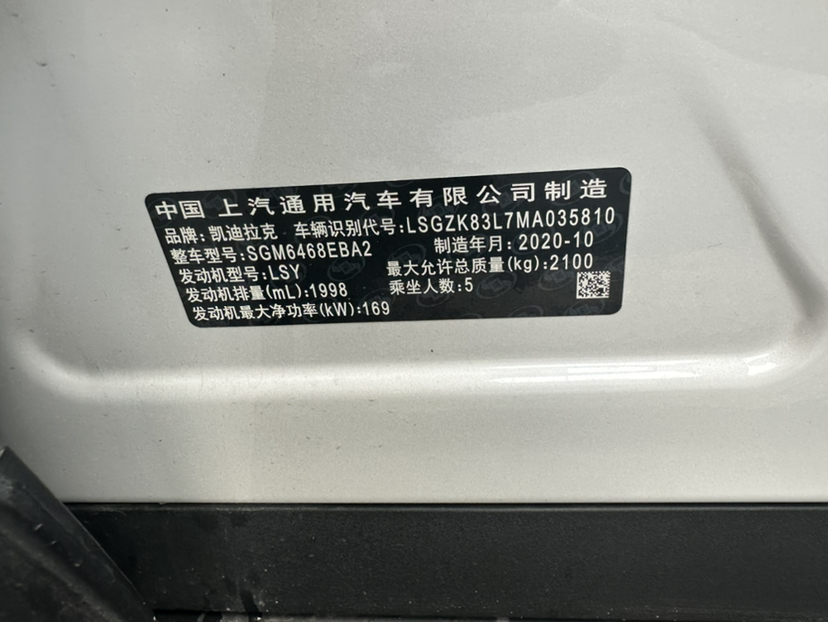 中国 上汽通用汽车有限公司制造
品牌: 凯迪拉克 车辆识别代号: LSGZK83L7MA035810
整车型号: SGM6468EBA2 制造年月: 2020-10
发动机型号: LSY 最大允许总质量(kg): 2100
发动机排量(mL): 1998 乘坐人数: 5
发动机最大净功率(kW): 169